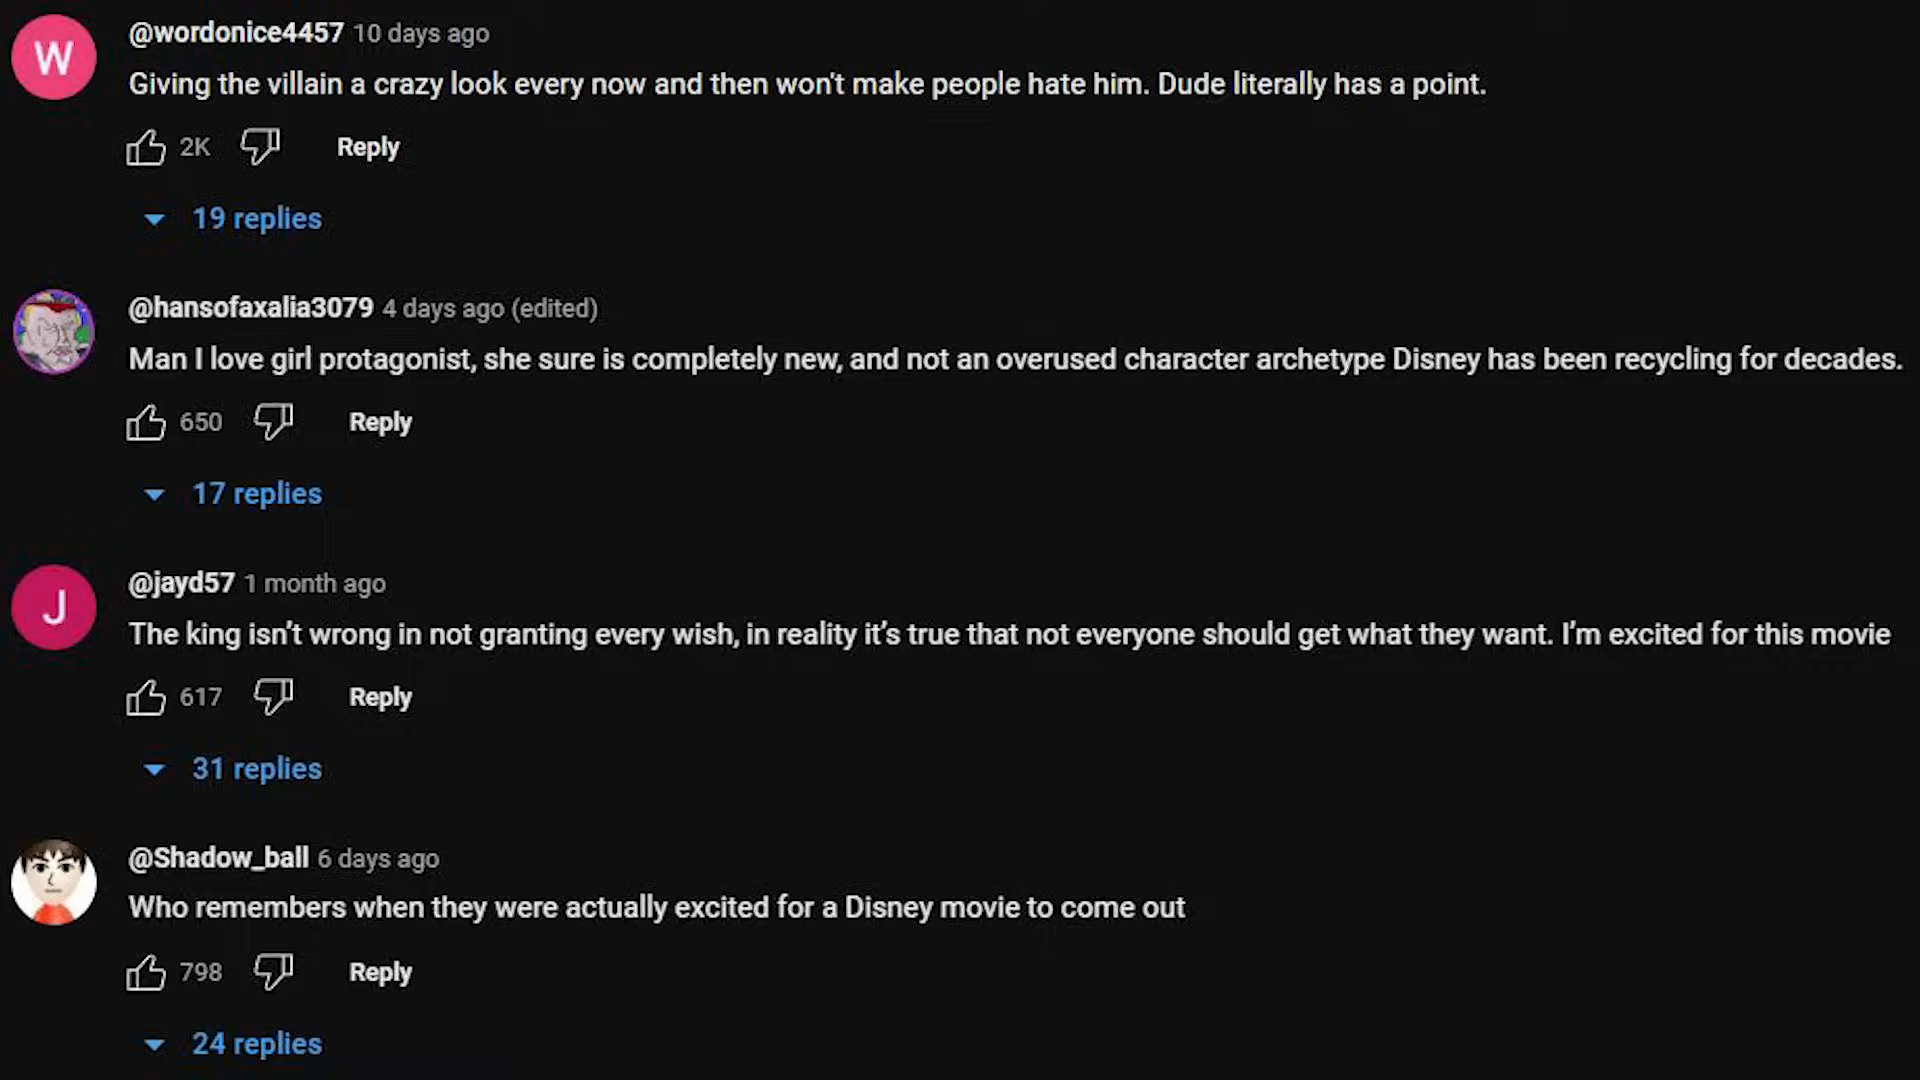 W
@wordonice4457 10 days ago
Giving the villain a crazy look every now and then won't make people hate him. Dude literally has a point.
2K Reply
19 replies
@hansofaxalia3079 4 days ago (edited)
Man I love girl protagonist, she sure is completely new, and not an overused character archetype Disney has been recycling for decades.
650 Reply
17 replies
J
@jayd57 1 month ago
The king isn’t wrong in not granting every wish, in reality it’s true that not everyone should get what they want. I’m excited for this movie
617 Reply
31 replies
@Shadow_ball 6 days ago
Who remembers when they were actually excited for a Disney movie to come out
798 Reply
24 replies